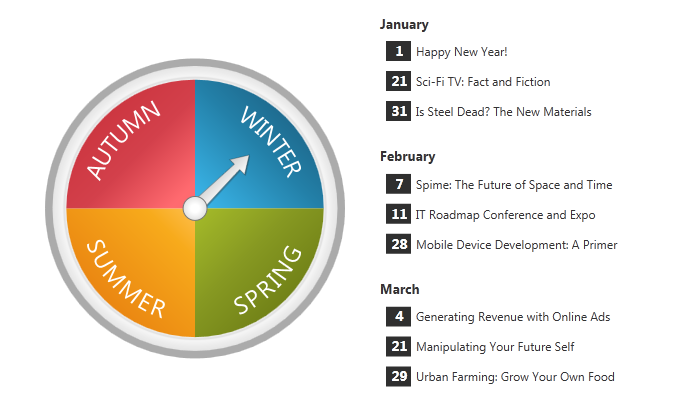 AUTUMN
WINTER
SUMMER
SPRING
January
1 Happy New Year!
21 Sci-Fi TV: Fact and Fiction
31 Is Steel Dead? The New Materials
February
7 Spime: The Future of Space and Time
11 IT Roadmap Conference and Expo
28 Mobile Device Development: A Primer
March
4 Generating Revenue with Online Ads
21 Manipulating Your Future Self
29 Urban Farming: Grow Your Own Food